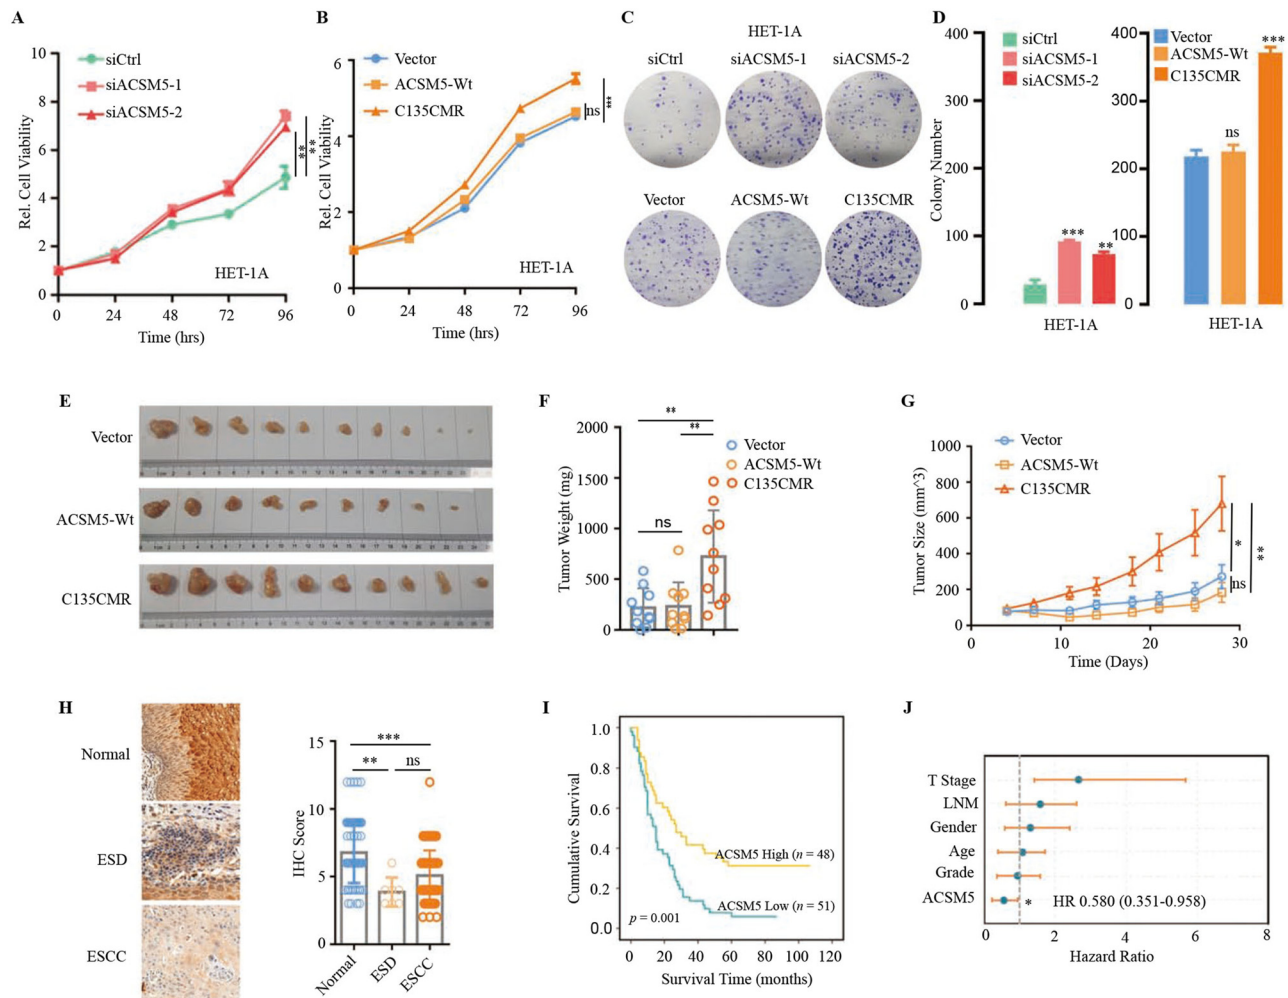 A
10
8
6
4
2
0
Rel. Cell Viability
siCtrl
siACSM5-1
siACSM5-2
**
**
HET-1A
0 24 48 72 96
Time (hrs)
B
6
4
2
0
Rel. Cell Viability
Vector
ACSM5-Wt
C135CMR
ns
***
HET-1A
0 24 48 72 96
Time (hrs)
C
HET-1A
siCtrl siACSM5-1 siACSM5-2
Vector ACSM5-Wt C135CMR
D
400
300
200
100
0
Colony Number
siCtrl
siACSM5-1
siACSM5-2
*** **
HET-1A
400
300
200
100
0
Vector
ACSM5-Wt
C135CMR
ns ***
HET-1A
E
Vector
ACSM5-Wt
C135CMR
F
2000
1500
1000
500
0
Tumor Weight (mg)
**
**
ns
Vector
ACSM5-Wt
C135CMR
G
1000
800
600
400
200
0
Tumor Size (mm^3)
Vector
ACSM5-Wt
C135CMR
*
ns
**
0 10 20 30
Time (Days)
H
Normal
ESD
ESCC
15
10
5
0
IHC Score
***
** ns
Normal ESD ESCC
I
1.0
0.8
0.6
0.4
0.2
0.0
Cumulative Survival
ACSM5 High (n = 48)
ACSM5 Low (n = 51)
p = 0.001
0 20 40 60 80 100 120
Survival Time (months)
J
T Stage
LNM
Gender
Age
Grade
ACSM5
* HR 0.580 (0.351-0.958)
0 2 4 6 8
Hazard Ratio